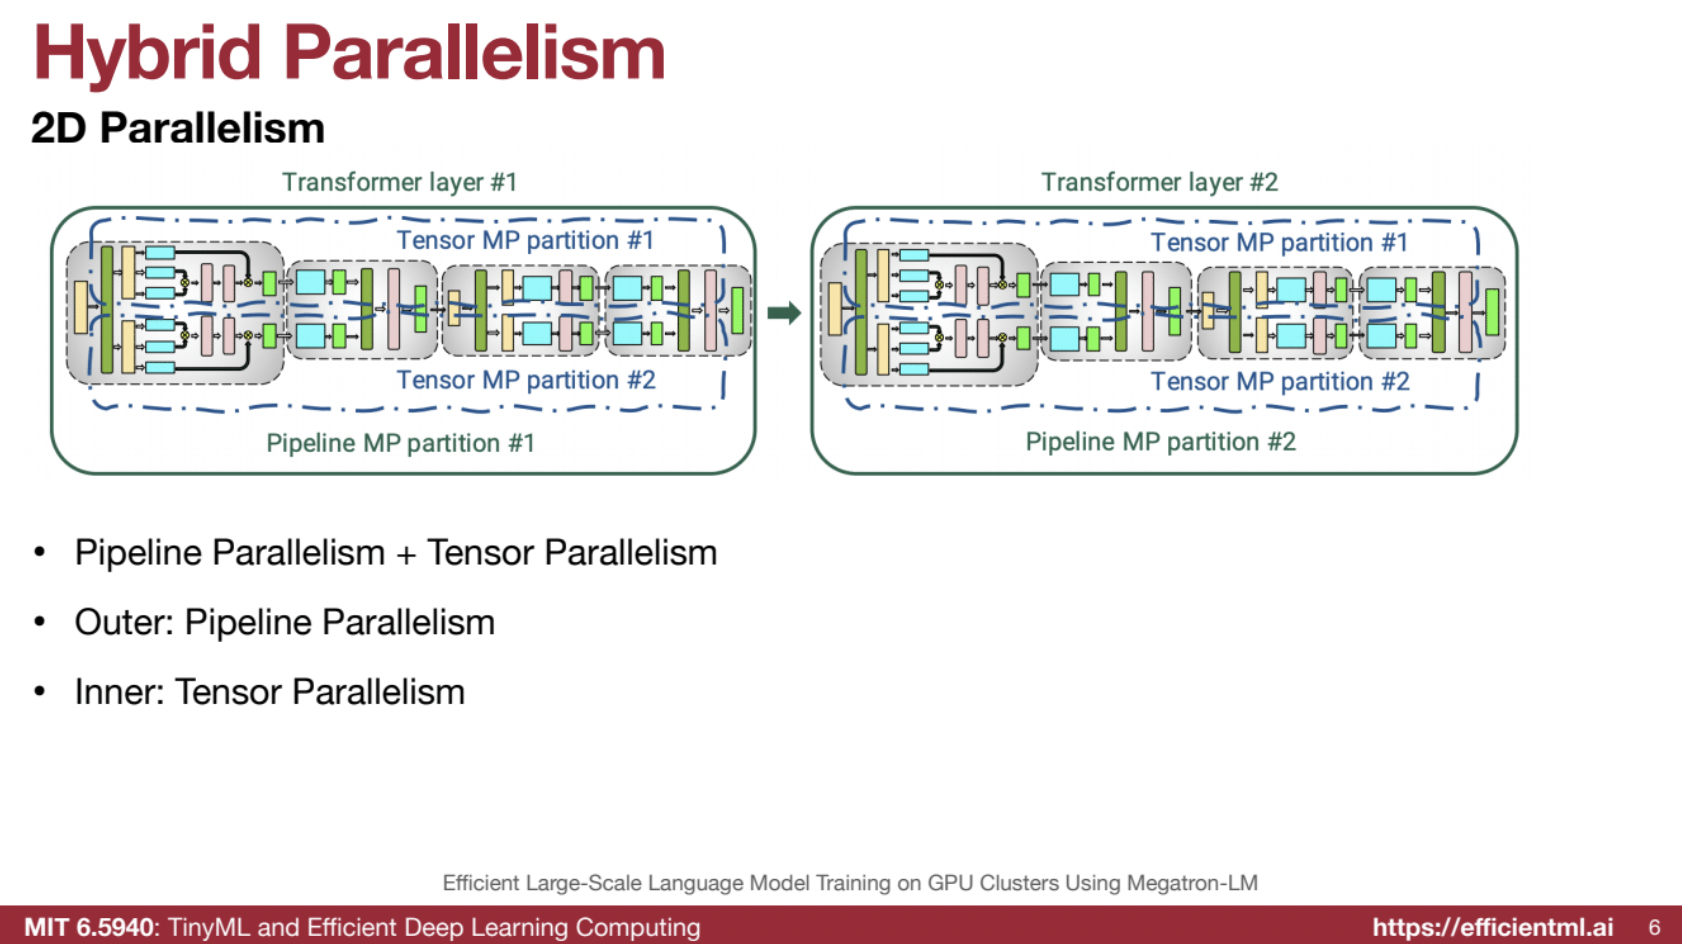 Hybrid Parallelism
2D Parallelism
Transformer layer #1
Transformer layer #2
Tensor MP partition #1
Tensor MP partition #1
Tensor MP partition #2
Tensor MP partition #2
Pipeline MP partition #1
Pipeline MP partition #2
• Pipeline Parallelism + Tensor Parallelism
• Outer: Pipeline Parallelism
• Inner: Tensor Parallelism
Efficient Large-Scale Language Model Training on GPU Clusters Using Megatron-LM
MIT 6.5940: TinyML and Efficient Deep Learning Computing
https://efficientml.ai
6